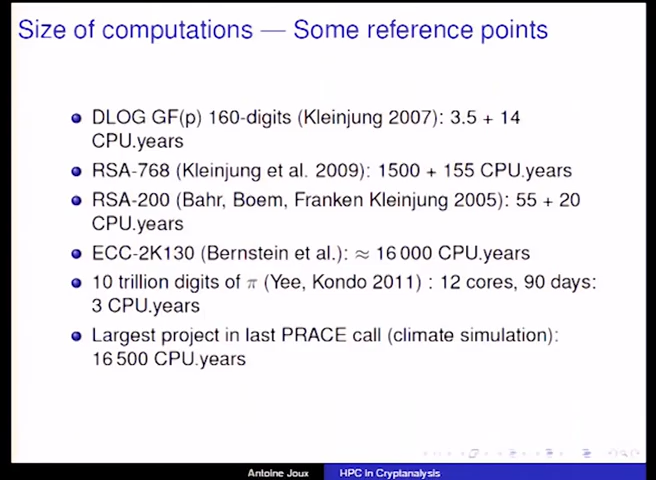 Size of computations — Some reference points
DLOG GF(p) 160-digits (Kleinjung 2007): 3.5 + 14
CPU.years
RSA-768 (Kleinjung et al. 2009): 1500 + 155 CPU.years
RSA-200 (Bahr, Boem, Franken Kleinjung 2005): 55 + 20
CPU.years
ECC-2K130 (Bernstein et al.): ≈ 16 000 CPU.years
10 trillion digits of π (Yee, Kondo 2011) : 12 cores, 90 days:
3 CPU.years
Largest project in last PRACE call (climate simulation):
16 500 CPU.years
Antoine Joux HPC in Cryptanalysis